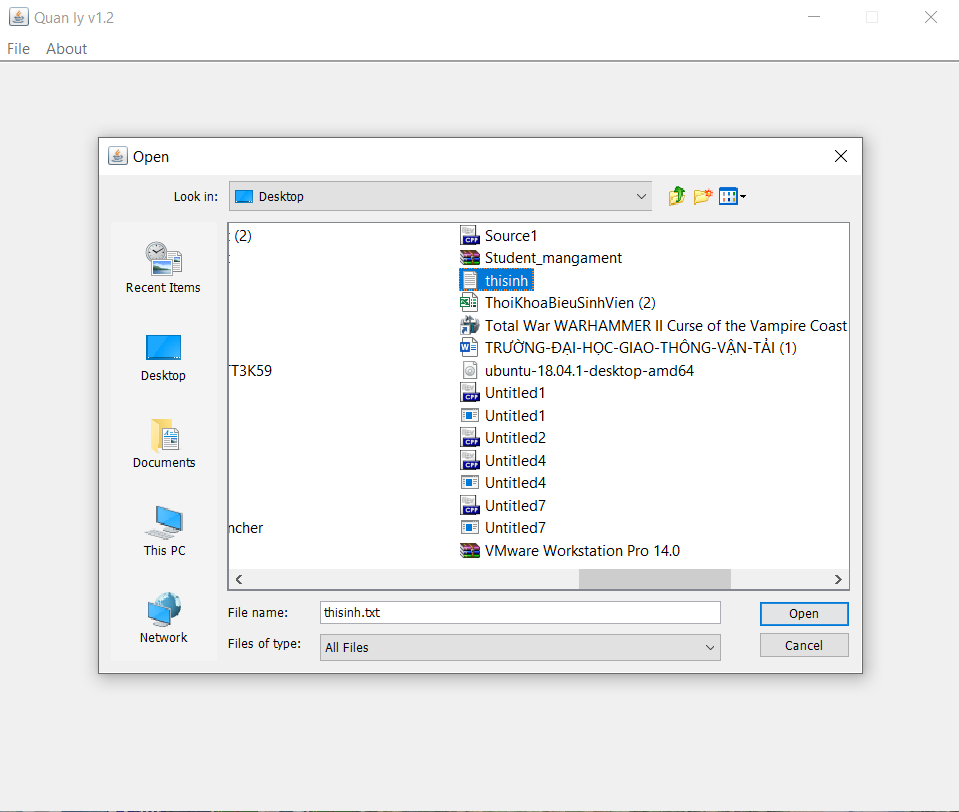 Quan ly v1.2
File About
Open
Look in: Desktop
Recent Items
Desktop
Documents
This PC
Network
(2)
T3K59
ncher
Source1
Student_mangament
thisinh
ThoiKhoaBieuSinhVien (2)
Total War WARHAMMER II Curse of the Vampire Coast
TRƯỜNG-ĐẠI-HỌC-GIAO-THÔNG-VẬN-TẢI (1)
ubuntu-18.04.1-desktop-amd64
Untitled1
Untitled1
Untitled2
Untitled4
Untitled4
Untitled7
Untitled7
VMware Workstation Pro 14.0
File name: thisinh.txt
Open
Files of type: All Files
Cancel